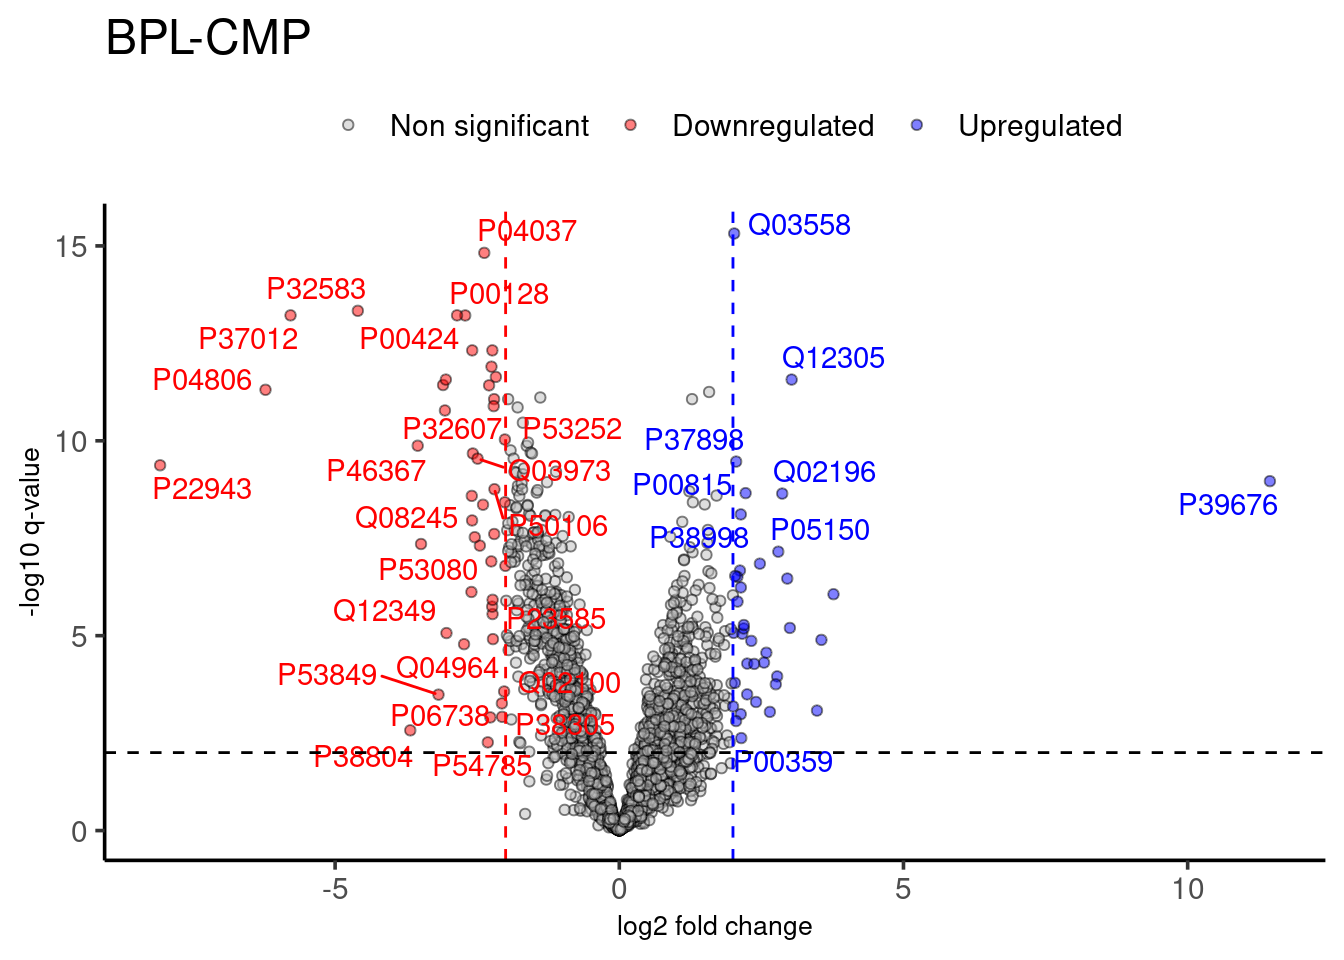 BPL-CMP
Non significant
Downregulated
Upregulated
P04037
Q03558
P32583
P00128
P37012
P00424
Q12305
P04806
P32607
P53252
P37898
P46367
Q03973
Q02196
P22943
P00815
P39676
Q08245
P50106
P38998
P05150
P53080
Q12349
P23585
P53849
Q04964
Q02100
P06738
P38305
P38804
P54785
P00359
15
10
5
0
-5
0
5
10
-log10 q-value
log2 fold change